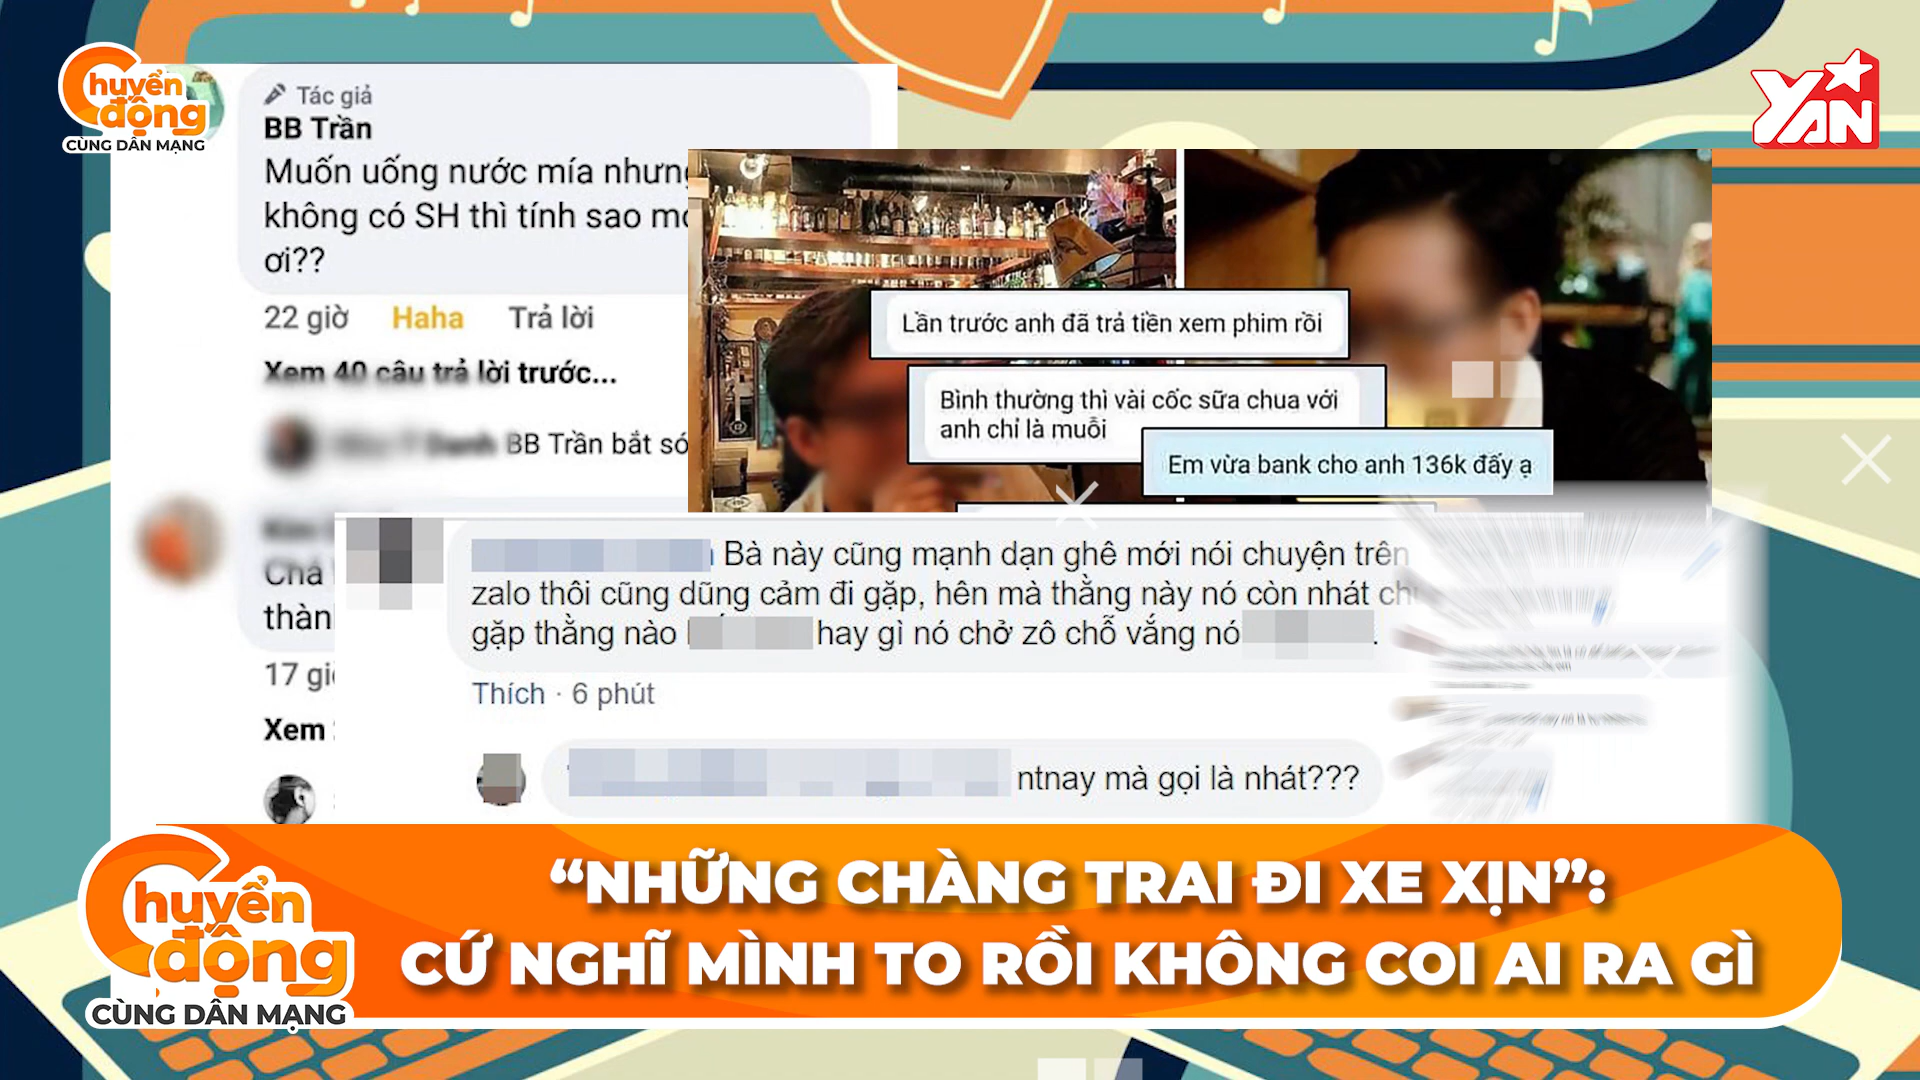 Chuyển động
CÙNG DÂN MẠNG
YAN
Tác giả
BB Trần
Muốn uống nước mía nhưng
không có SH thì tính sao mọ
ơi??
22 giờ Haha Trả lời
Xem 40 câu trả lời trước...
Danh BB Trần bắt
Chả
17
Xem
Lần trước anh đã trả tiền xem phim rồi
Bình thường thì vài cốc sữa chua với
anh chỉ là muỗi
Em vừa bank cho anh 136k đấy ạ
Bà này cũng mạnh dạn ghê mới nói chuyện trên
zalo thôi cũng dũng cảm đi gặp, hên mà thằng này nó còn nhát
gặp thằng nào hay gì nó chở zô chỗ vắng nó .
Thích · 6 phút
ntnay mà gọi là nhát???
Chuyển động
CÙNG DÂN MẠNG
“NHỮNG CHÀNG TRAI ĐI XE XỊN”:
CỨ NGHĨ MÌNH TO RỒI KHÔNG COI AI RA GÌ